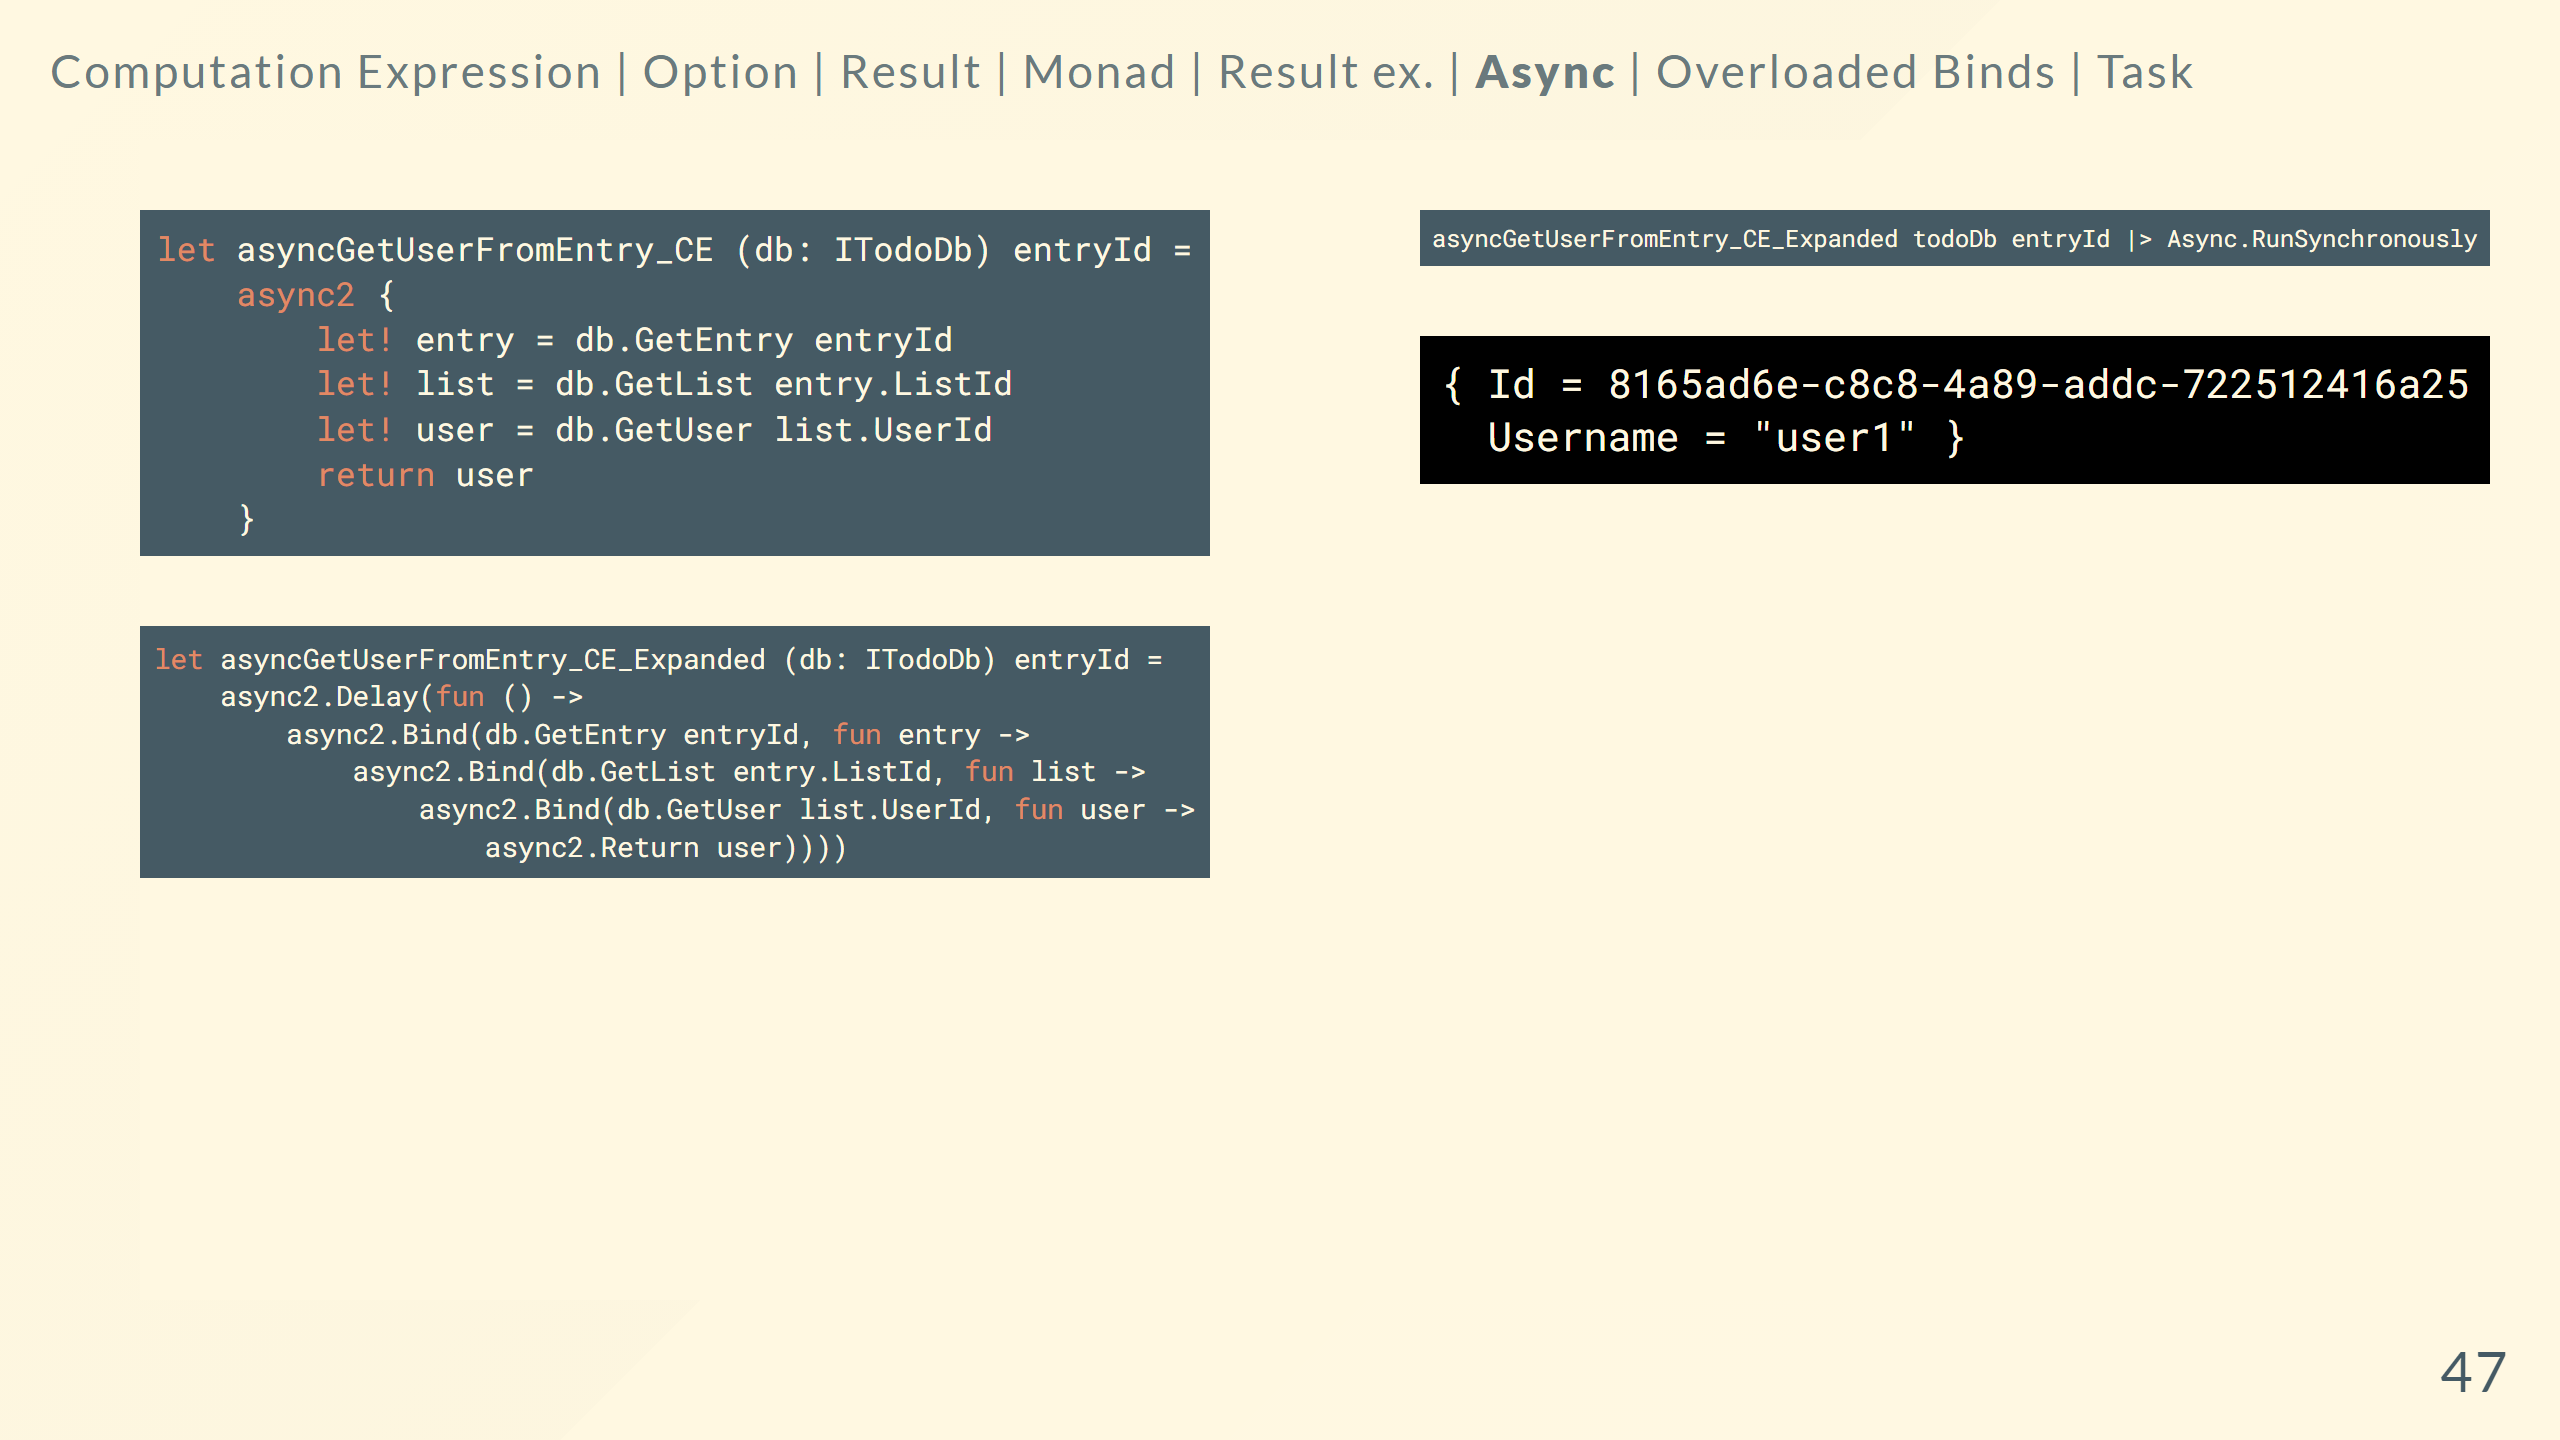 Computation Expression | Option | Result | Monad | Result ex. | Async | Overloaded Binds | Task
let asyncGetUserFromEntry_CE (db: ITodoDb) entryId =
    async2 {
        let! entry = db.GetEntry entryId
        let! list = db.GetList entry.ListId
        let! user = db.GetUser list.UserId
        return user
    }
let asyncGetUserFromEntry_CE_Expanded (db: ITodoDb) entryId =
    async2.Delay(fun () ->
        async2.Bind(db.GetEntry entryId, fun entry ->
            async2.Bind(db.GetList entry.ListId, fun list ->
                async2.Bind(db.GetUser list.UserId, fun user ->
                    async2.Return user))))
asyncGetUserFromEntry_CE_Expanded todoDb entryId |> Async.RunSynchronously
{ Id = 8165ad6e-c8c8-4a89-addc-722512416a25
  Username = "user1" }
47